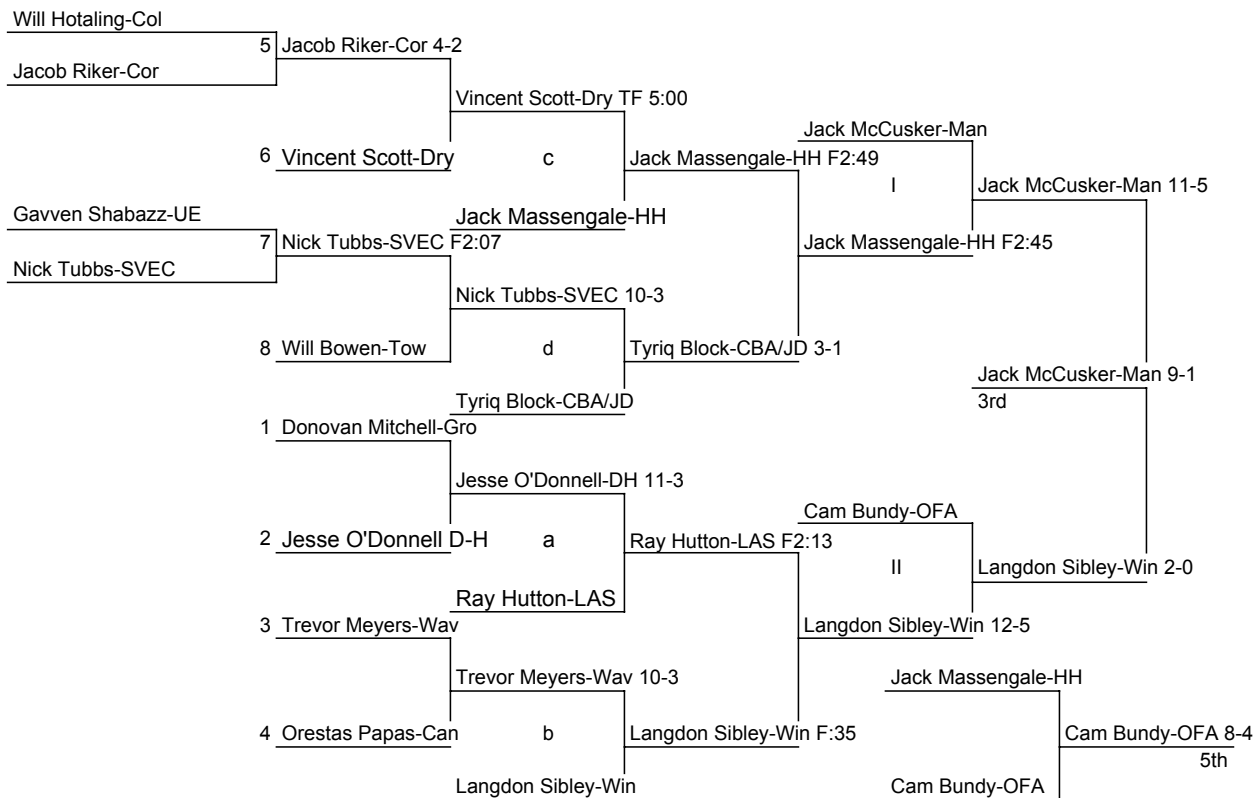 Will Hotaling-Col
5 Jacob Riker-Cor 4-2
Jacob Riker-Cor
Vincent Scott-Dry TF 5:00
Jack McCusker-Man
6 Vincent Scott-Dry
c
Jack Massengale-HH F2:49
I
Jack McCusker-Man 11-5
Gavven Shabazz-UE
Jack Massengale-HH
7 Nick Tubbs-SVEC F2:07
Jack Massengale-HH F2:45
Nick Tubbs-SVEC
Nick Tubbs-SVEC 10-3
8 Will Bowen-Tow
d
Tyriq Block-CBA/JD 3-1
Jack McCusker-Man 9-1
3rd
Tyriq Block-CBA/JD
1 Donovan Mitchell-Gro
Jesse O'Donnell-DH 11-3
Cam Bundy-OFA
2 Jesse O'Donnell D-H
a
Ray Hutton-LAS F2:13
II
Langdon Sibley-Win 2-0
Ray Hutton-LAS
3 Trevor Meyers-Wav
Langdon Sibley-Win 12-5
Trevor Meyers-Wav 10-3
Jack Massengale-HH
4 Orestas Papas-Can
b
Langdon Sibley-Win F:35
Cam Bundy-OFA 8-4
5th
Langdon Sibley-Win
Cam Bundy-OFA